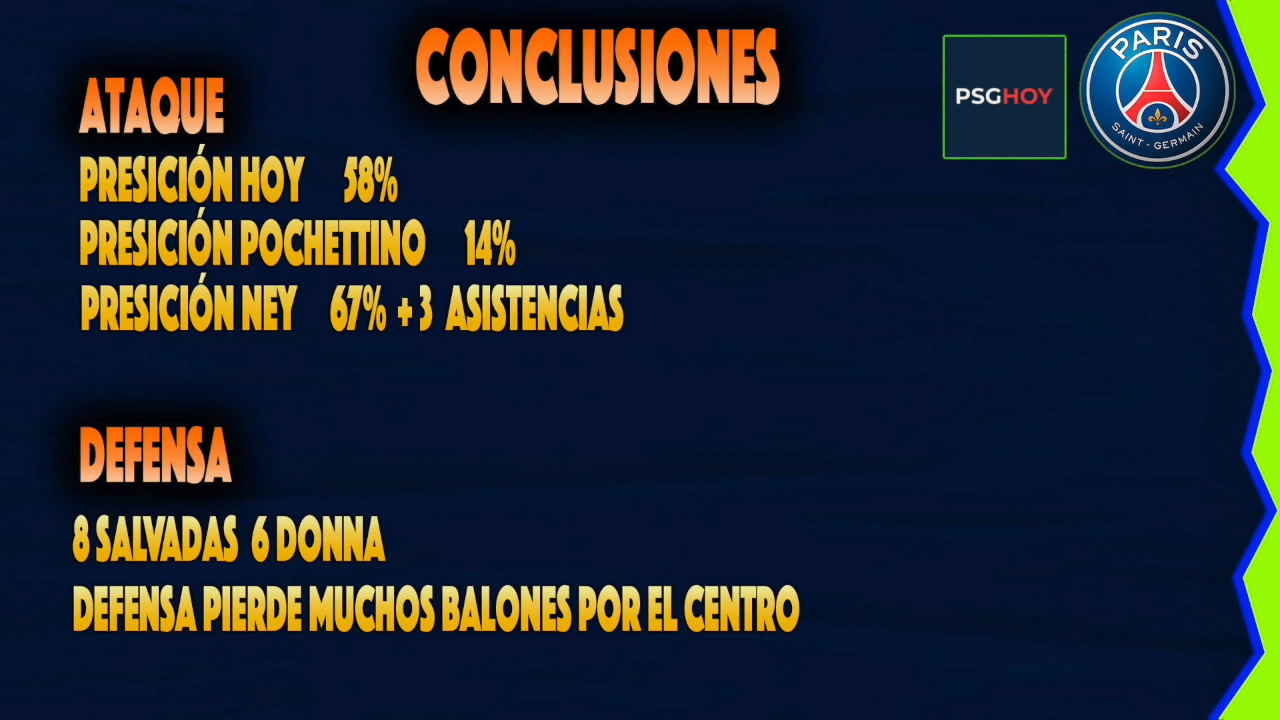 CONCLUSIONES
ATAQUE
PRESICIÓN HOY 58%
PRESICIÓN POCHETTINO 14%
PRESICIÓN NEY 67% + 3 ASISTENCIAS
DEFENSA
8 SALVADAS 6 DONNA
DEFENSA PIERDE MUCHOS BALONES POR EL CENTRO
PSGHOY
PARIS
SAINT-GERMAIN